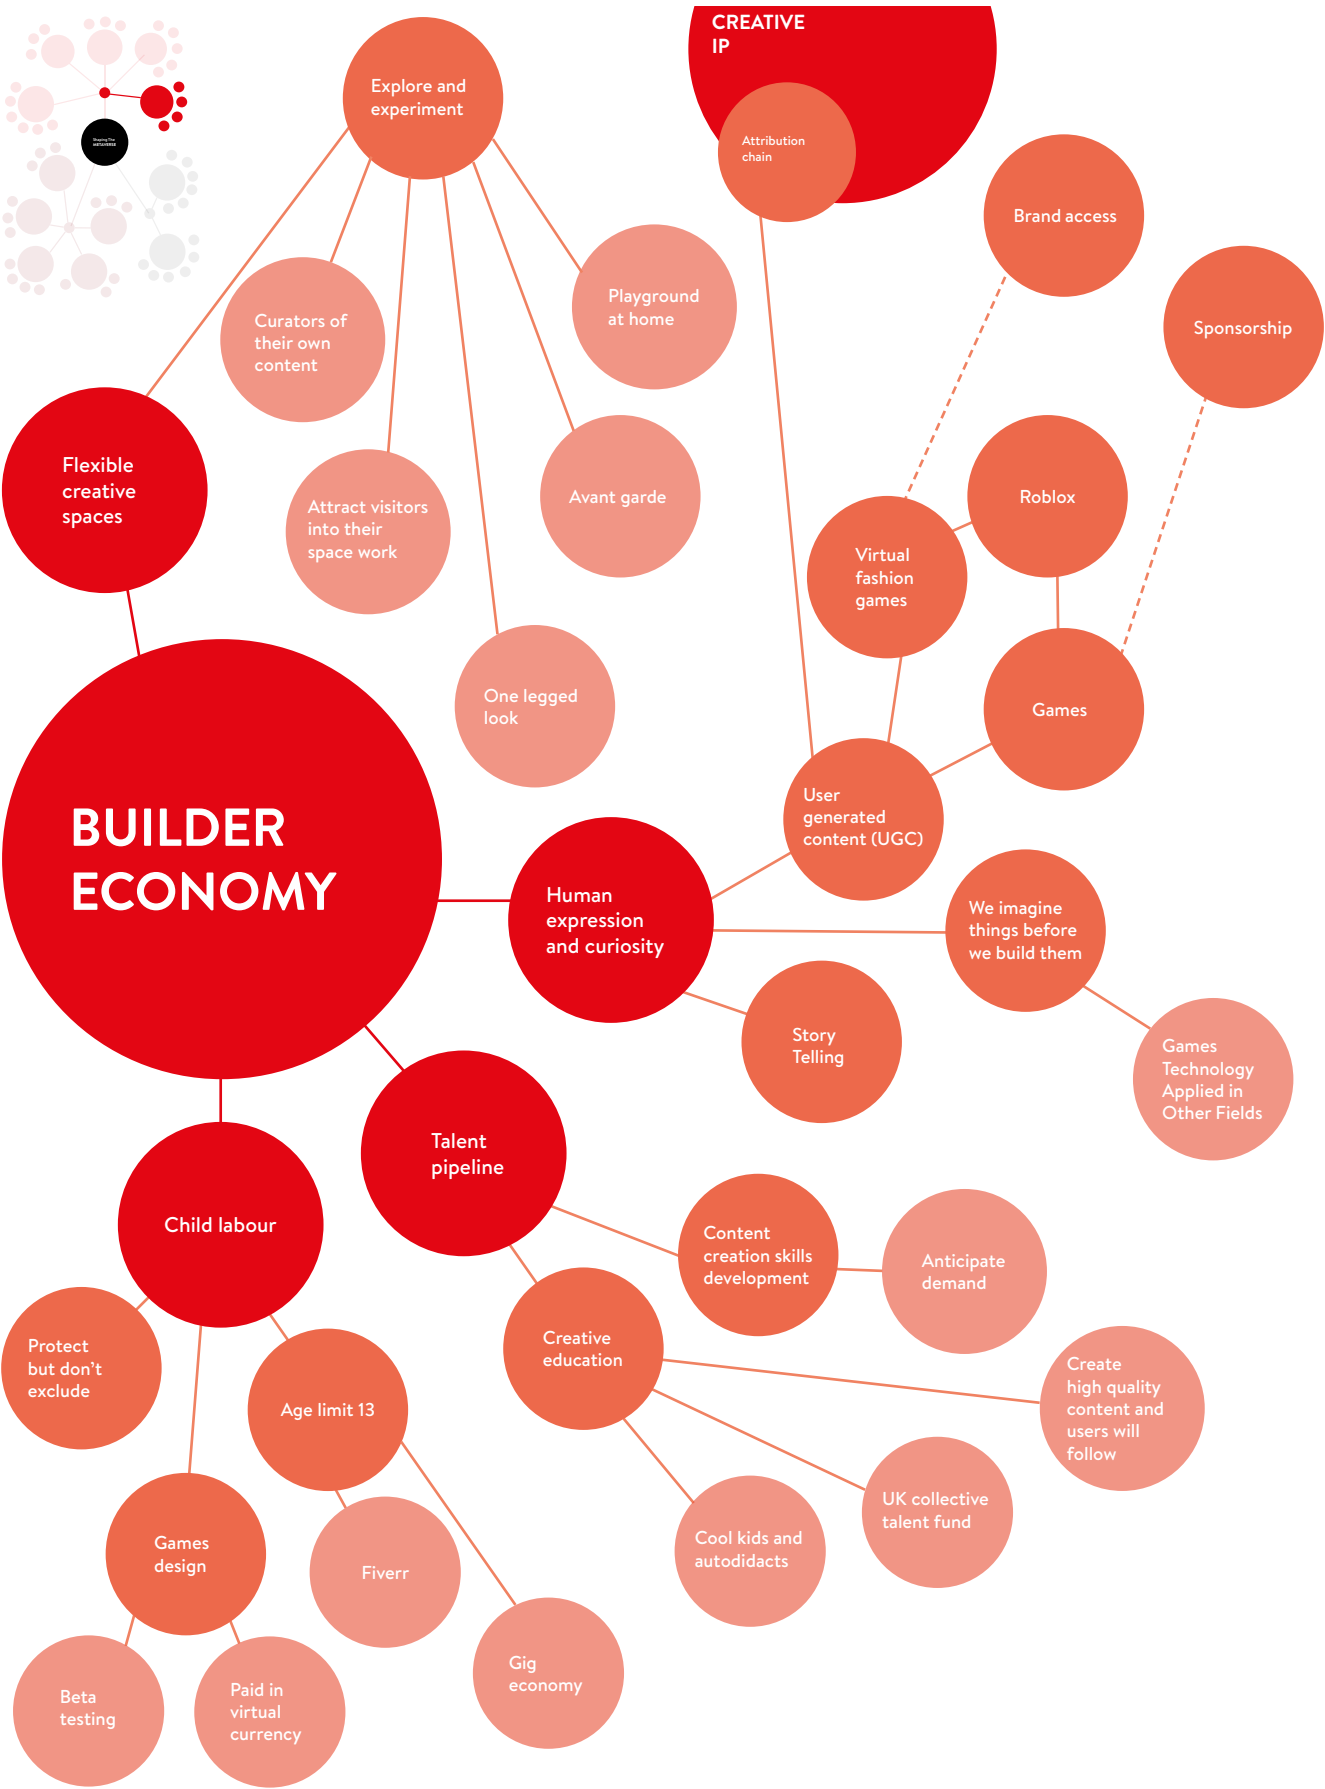 CREATIVE
IP
Explore and
experiment
Attribution
chain
Shaping The
METAVERSE
Brand access
Playground
at home
Sponsorship
Curators of
their own
content
Flexible
creative
spaces
Avant garde
Roblox
Attract visitors
into their
space work
Virtual
fashion
games
One legged
look
Games
User
generated
content (UGC)
BUILDER
ECONOMY
Human
expression
and curiosity
We imagine
things before
we build them
Story
Telling
Games
Technology
Applied in
Other Fields
Talent
pipeline
Child labour
Content
creation skills
development
Anticipate
demand
Protect
but don't
exclude
Creative
education
Create
high quality
content and
users will
follow
Age limit 13
UK collective
talent fund
Cool kids and
autodidacts
Games
design
Fiverr
Gig
economy
Beta
testing
Paid in
virtual
currency